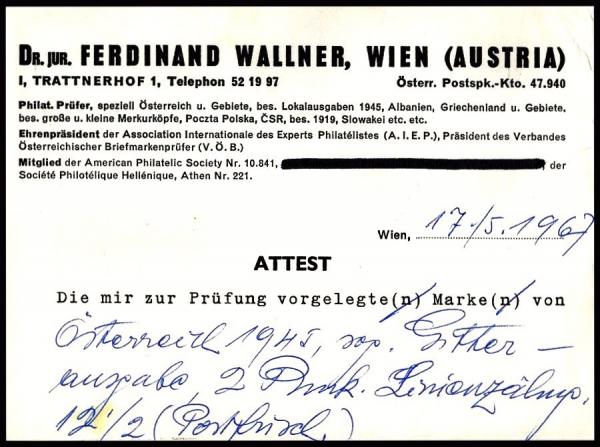 DR. JUR. FERDINAND WALLNER, WIEN (AUSTRIA)
I, TRATTNERHOF 1, Telephon 52 19 97 Österr. Postspk.-Kto. 47.940
Philat. Prüfer, speziell Österreich u. Gebiete, bes. Lokalausgaben 1945, Albanien, Griechenland u. Gebiete,
bes. große u. kleine Merkurköpfe, Poczta Polska, ČSR, bes. 1919, Slowakei etc. etc.
Ehrenpräsident der Association Internationale des Experts Philatélistes (A. I. E. P.), Präsident des Verbandes
Österreichischer Briefmarkenprüfer (V. Ö. B.)
Mitglied der American Philatelic Society Nr. 10.841, der
Société Philotélique Hellénique, Athen Nr. 221.
Wien, 17./5. 1967
ATTEST
Die mir zur Prüfung vorgelegte(n) Marke(n) von
Österreich 1945, sog. Gitter-
ausgabe, 2 Rmk. Linienzähng.
12 1/2 (Postfrisch.)